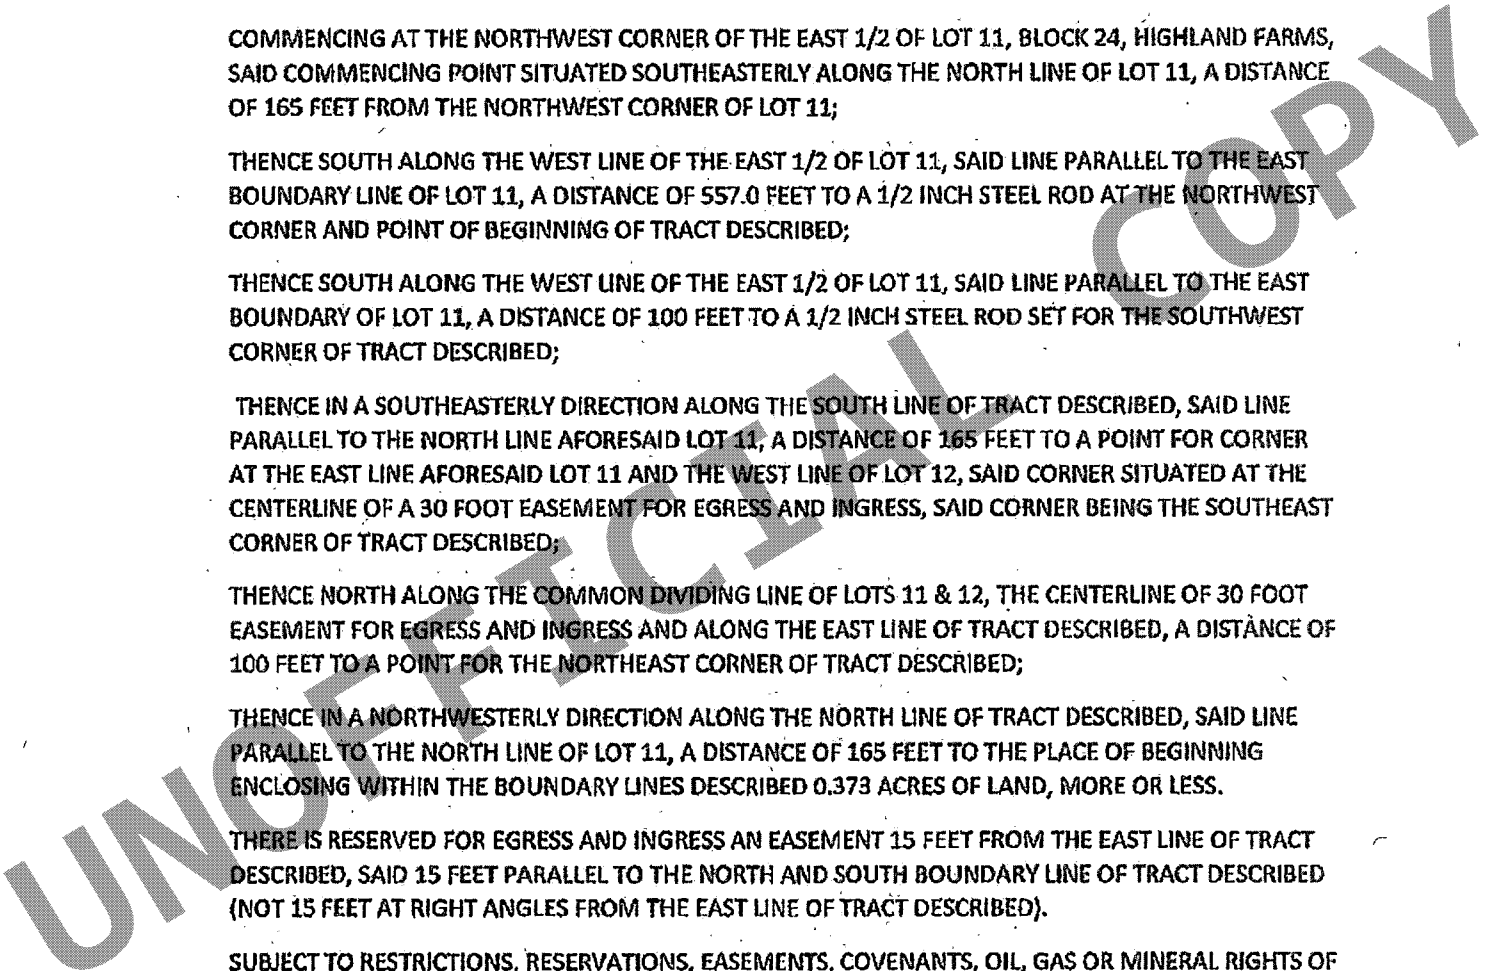 COMMENCING AT THE NORTHWEST CORNER OF THE EAST 1/2 OF LOT 11, BLOCK 24, HIGHLAND FARMS,
SAID COMMENCING POINT SITUATED SOUTHEASTERLY ALONG THE NORTH LINE OF LOT 11, A DISTANCE
OF 165 FEET FROM THE NORTHWEST CORNER OF LOT 11;
THENCE SOUTH ALONG THE WEST LINE OF THE EAST 1/2 OF LOT 11, SAID LINE PARALLEL TO THE EAST
BOUNDARY LINE OF LOT 11, A DISTANCE OF 557.0 FEET TO A 1/2 INCH STEEL ROD AT THE NORTHWEST
CORNER AND POINT OF BEGINNING OF TRACT DESCRIBED;
THENCE SOUTH ALONG THE WEST LINE OF THE EAST 1/2 OF LOT 11, SAID LINE PARALLEL TO THE EAST
BOUNDARY OF LOT 11, A DISTANCE OF 100 FEET TO A 1/2 INCH STEEL ROD SET FOR THE SOUTHWEST
CORNER OF TRACT DESCRIBED;
THENCE IN A SOUTHEASTERLY DIRECTION ALONG THE SOUTH LINE OF TRACT DESCRIBED, SAID LINE
PARALLEL TO THE NORTH LINE AFORESAID LOT 11, A DISTANCE OF 165 FEET TO A POINT FOR CORNER
AT THE EAST LINE AFORESAID LOT 11 AND THE WEST LINE OF LOT 12, SAID CORNER SITUATED AT THE
CENTERLINE OF A 30 FOOT EASEMENT FOR EGRESS AND INGRESS, SAID CORNER BEING THE SOUTHEAST
CORNER OF TRACT DESCRIBED;
THENCE NORTH ALONG THE COMMON DIVIDING LINE OF LOTS 11 & 12, THE CENTERLINE OF 30 FOOT
EASEMENT FOR EGRESS AND INGRESS AND ALONG THE EAST LINE OF TRACT DESCRIBED, A DISTANCE OF
100 FEET TO A POINT FOR THE NORTHEAST CORNER OF TRACT DESCRIBED;
THENCE IN A NORTHWESTERLY DIRECTION ALONG THE NORTH LINE OF TRACT DESCRIBED, SAID LINE
PARALLEL TO THE NORTH LINE OF LOT 11, A DISTANCE OF 165 FEET TO THE PLACE OF BEGINNING
ENCLOSING WITHIN THE BOUNDARY LINES DESCRIBED 0.373 ACRES OF LAND, MORE OR LESS.
THERE IS RESERVED FOR EGRESS AND INGRESS AN EASEMENT 15 FEET FROM THE EAST LINE OF TRACT
DESCRIBED, SAID 15 FEET PARALLEL TO THE NORTH AND SOUTH BOUNDARY LINE OF TRACT DESCRIBED
(NOT 15 FEET AT RIGHT ANGLES FROM THE EAST LINE OF TRACT DESCRIBED).
SUBJECT TO RESTRICTIONS, RESERVATIONS, EASEMENTS, COVENANTS, OIL, GAS OR MINERAL RIGHTS OF
UNOFFICIAL COPY